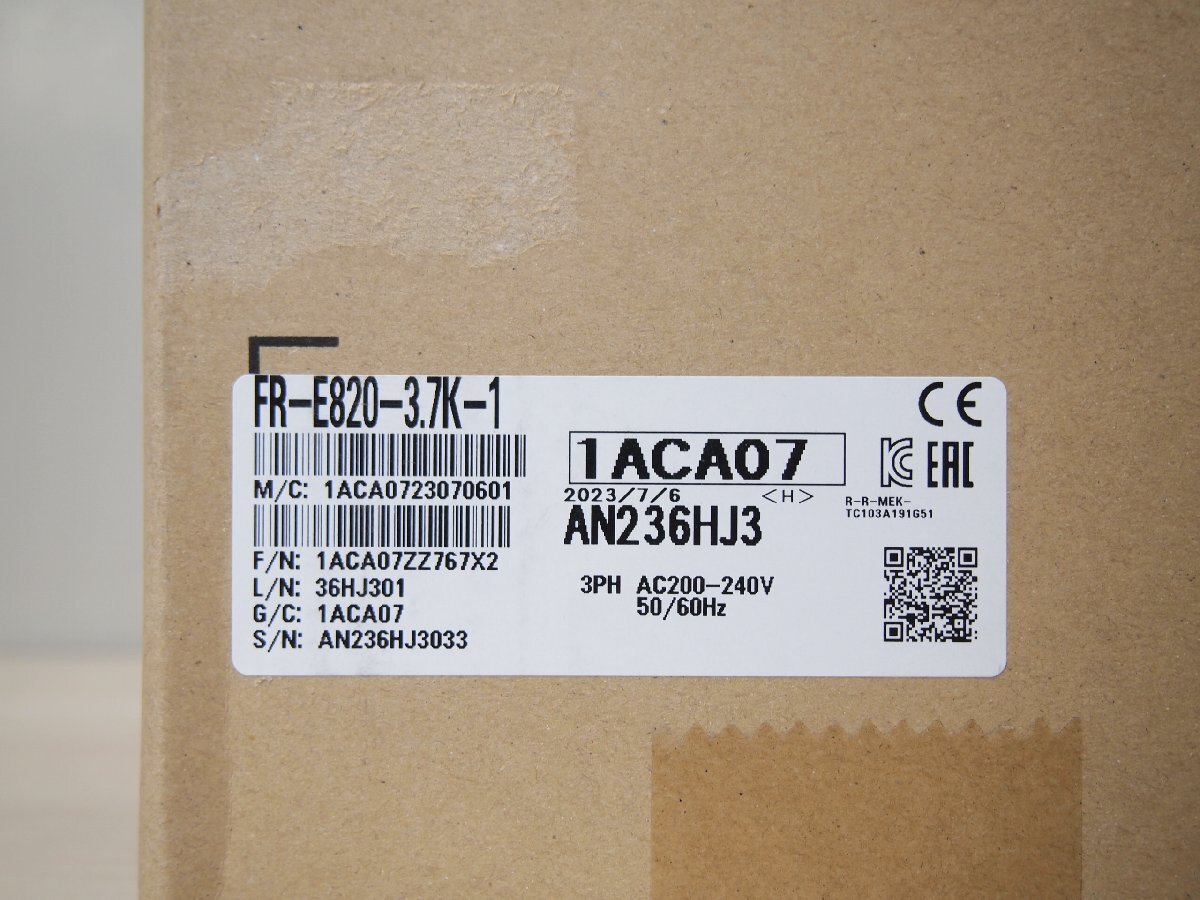 FR-E820-3.7K-1
M/C: 1ACA0723070601
F/N: 1ACA07ZZ767X2
L/N: 36HJ301
G/C: 1ACA07
S/N: AN236HJ3033
1ACA07
2023/7/6 <H>
AN236HJ3
3PH AC200-240V
50/60Hz
CE
KC EAC
R-R-MEK-
TC103A191G51